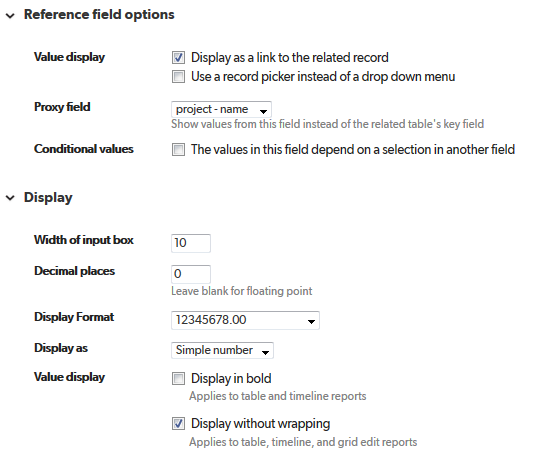 Reference field options
Value display
Display as a link to the related record
Use a record picker instead of a drop down menu
Proxy field
project - name
Show values from this field instead of the related table's key field
Conditional values
The values in this field depend on a selection in another field
Display
Width of input box
10
Decimal places
0
Leave blank for floating point
Display Format
12345678.00
Display as
Simple number
Value display
Display in bold
Applies to table and timeline reports
Display without wrapping
Applies to table, timeline, and grid edit reports